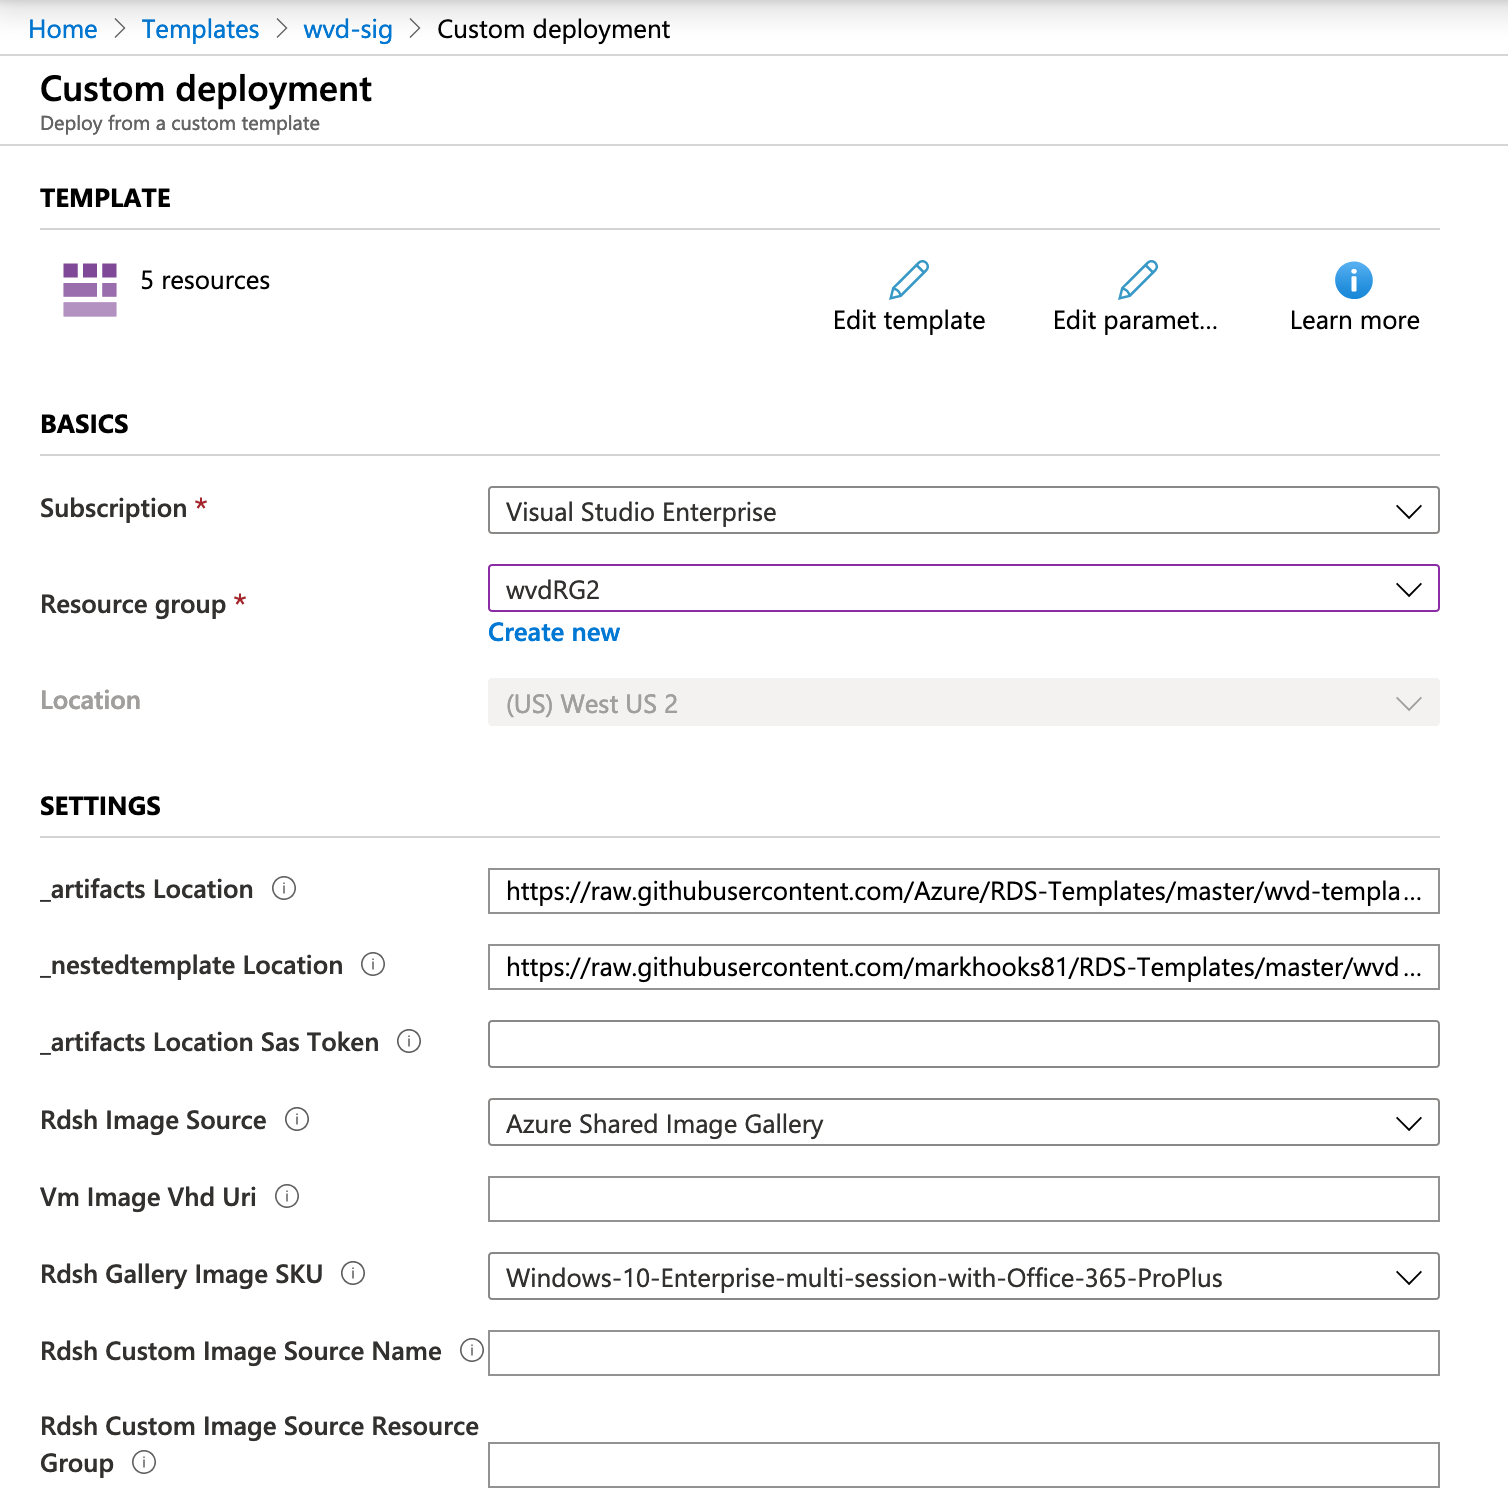 Home > Templates > wvd-sig > Custom deployment
Custom deployment
Deploy from a custom template
TEMPLATE
5 resources
Edit template
Edit paramet...
Learn more
BASICS
Subscription *
Visual Studio Enterprise
Resource group *
wvdRG2
Create new
Location
(US) West US 2
SETTINGS
_artifacts Location
https://raw.githubusercontent.com/Azure/RDS-Templates/master/wvd-templa...
_nestedtemplate Location
https://raw.githubusercontent.com/markhooks81/RDS-Templates/master/wvd...
_artifacts Location Sas Token
Rdsh Image Source
Azure Shared Image Gallery
Vm Image Vhd Uri
Rdsh Gallery Image SKU
Windows-10-Enterprise-multi-session-with-Office-365-ProPlus
Rdsh Custom Image Source Name
Rdsh Custom Image Source Resource
Group